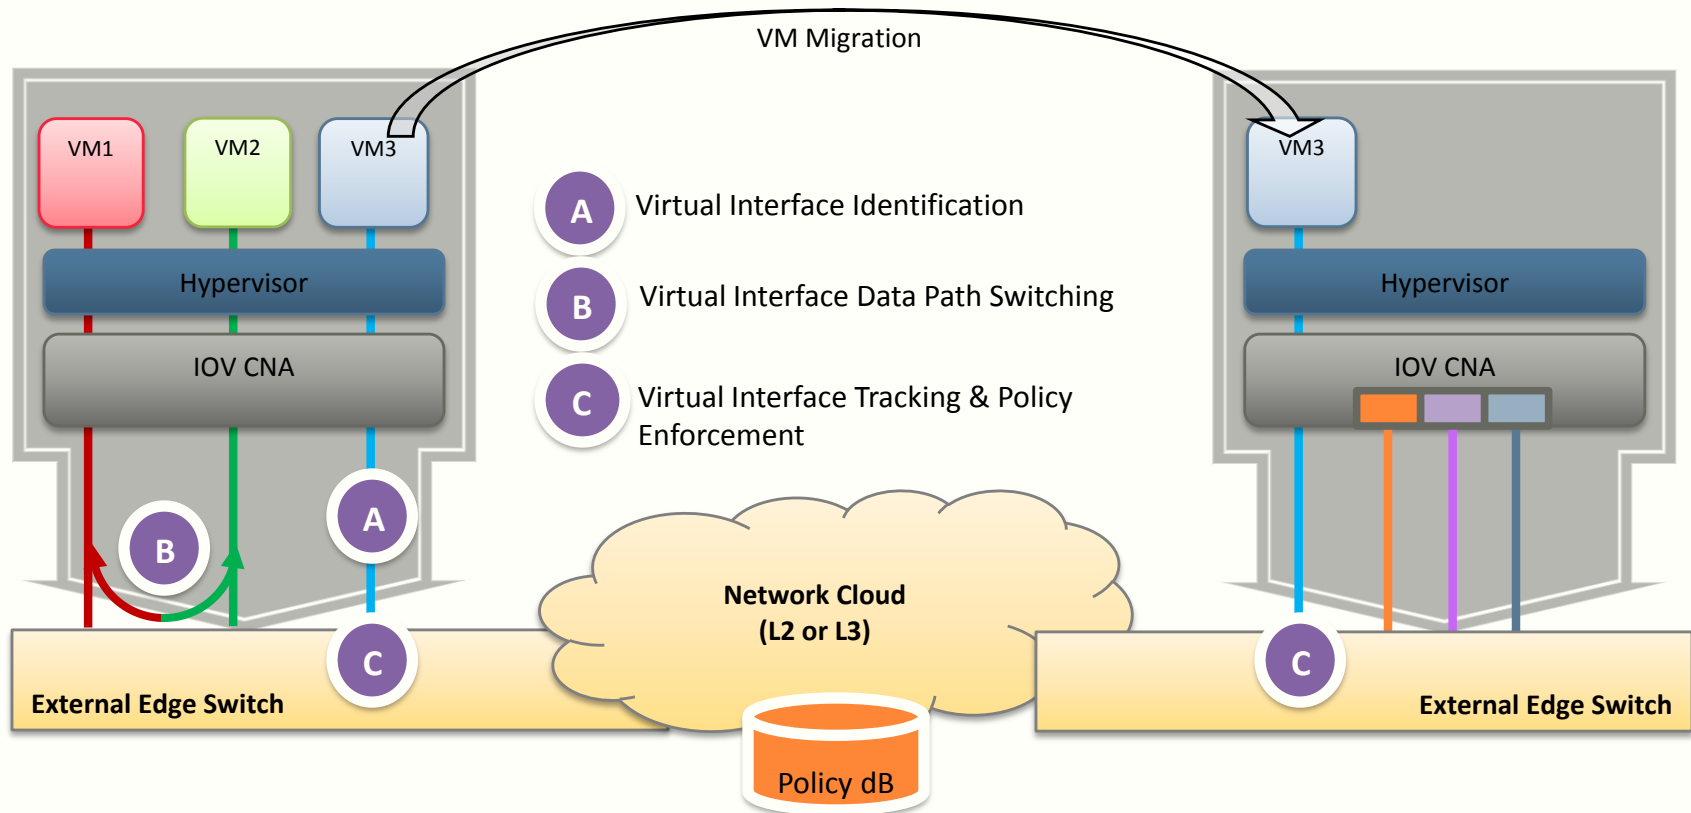 VM Migration
VM1
VM2
VM3
VM3
A
Virtual Interface Identification
Hypervisor
B
Virtual Interface Data Path Switching
Hypervisor
IOV CNA
C
Virtual Interface Tracking & Policy
Enforcement
IOV CNA
A
B
Network Cloud
(L2 or L3)
C
C
External Edge Switch
External Edge Switch
Policy dB